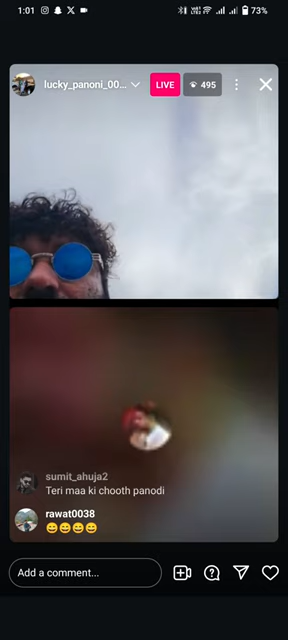 1:01
73%
lucky_panoni_00...
LIVE
495
sumit_ahuja2
Teri maa ki chooth panodi
rawat0038
😄😄😄😄
Add a comment...